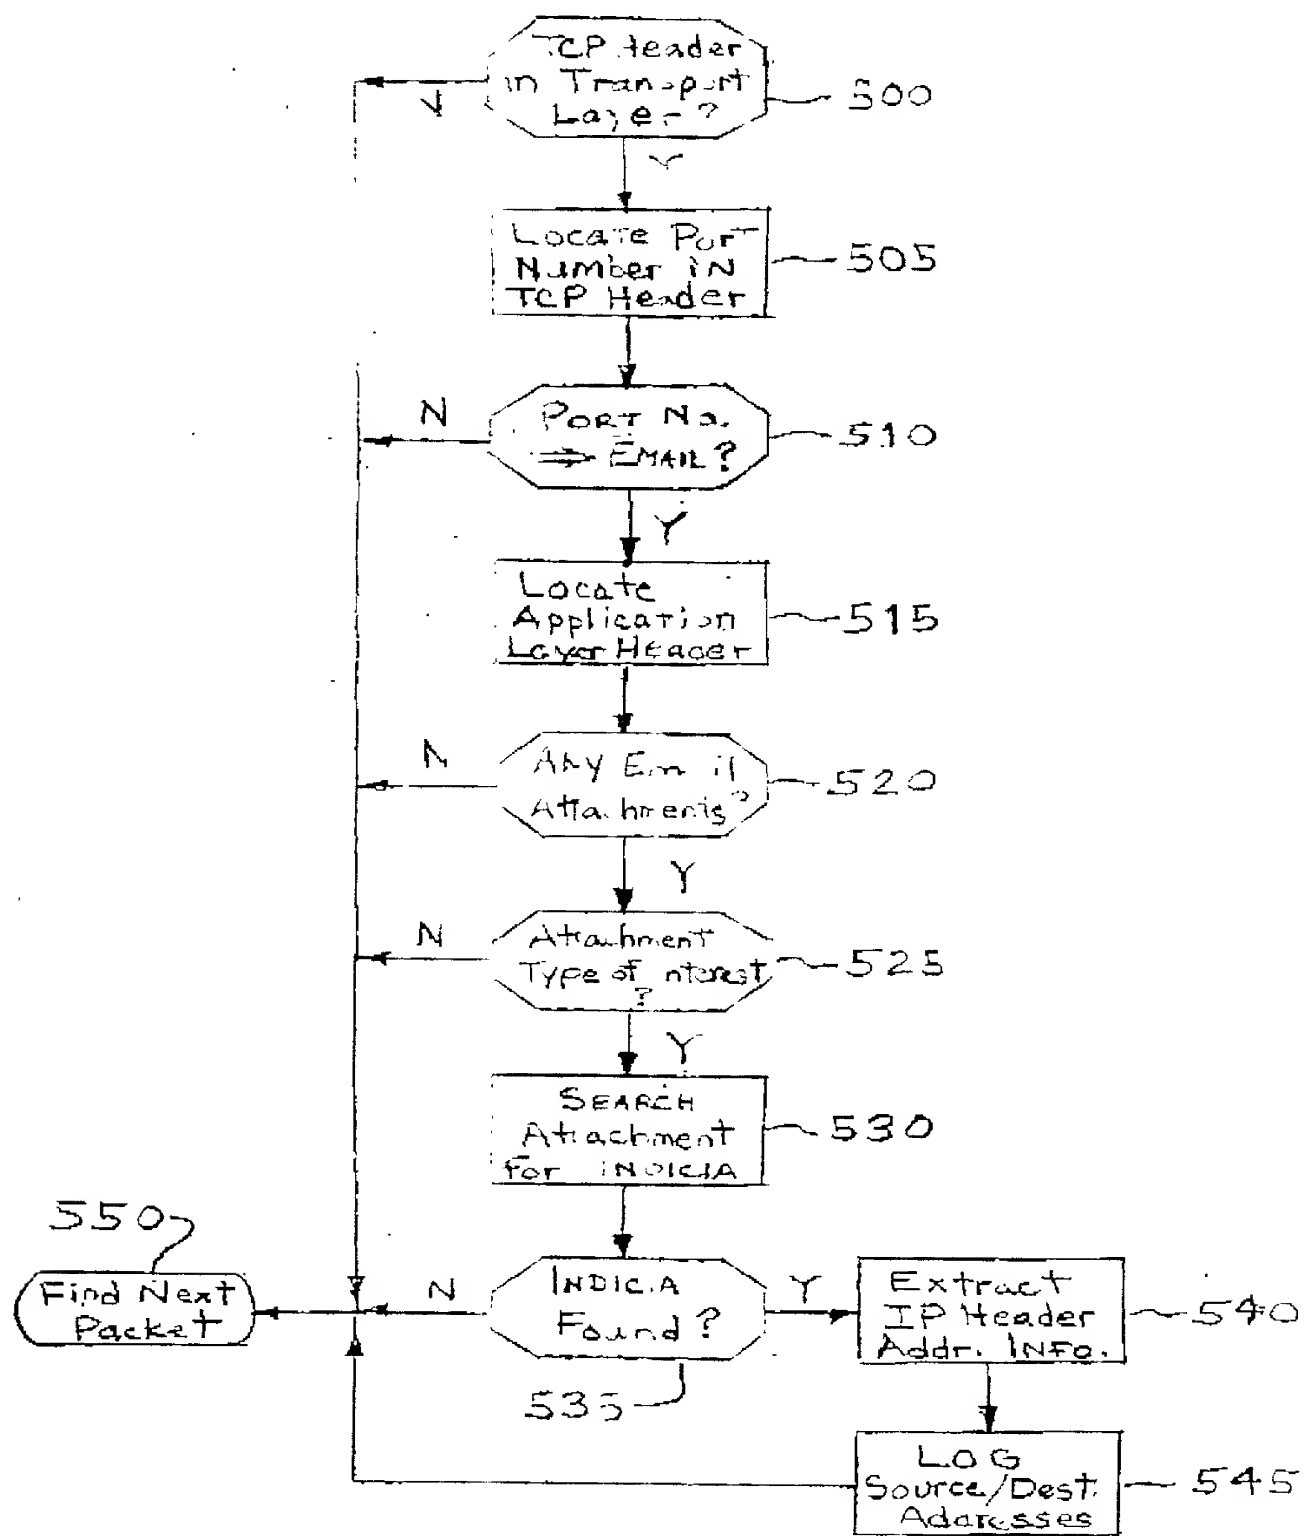 TCP Header
in Transport
Layer?
500
Y
Locate Port
Number iN
TCP Header
505
N
PORT No.
⇒ EMAIL?
510
Y
Locate
Application
Layer Header
515
N
Any Email
Attachments?
520
Y
N
Attachment
Type of Interest
?
525
Y
SEARCH
Attachment
For iNDICIA
530
550
Find Next
Packet
N
INDICIA
Found?
535
Y
Extract
IP Header
Addr. INFo.
540
LOG
Source/Dest.
Addresses
545